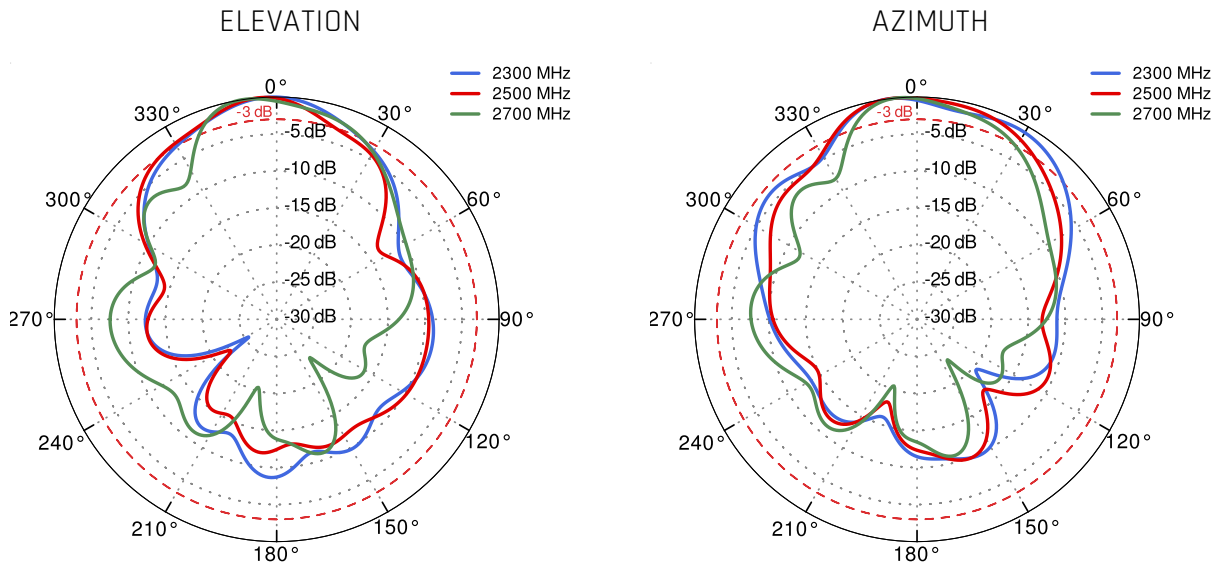 ELEVATION
2300 MHz
2500 MHz
2700 MHz
0°
330°
30°
-3 dB
-5 dB
-10 dB
300°
60°
-15 dB
-20 dB
-25 dB
-30 dB
270°
90°
240°
120°
210°
150°
180°
AZIMUTH
2300 MHz
2500 MHz
2700 MHz
0°
330°
30°
-3 dB
-5 dB
-10 dB
300°
60°
-15 dB
-20 dB
-25 dB
-30 dB
270°
90°
240°
120°
210°
150°
180°